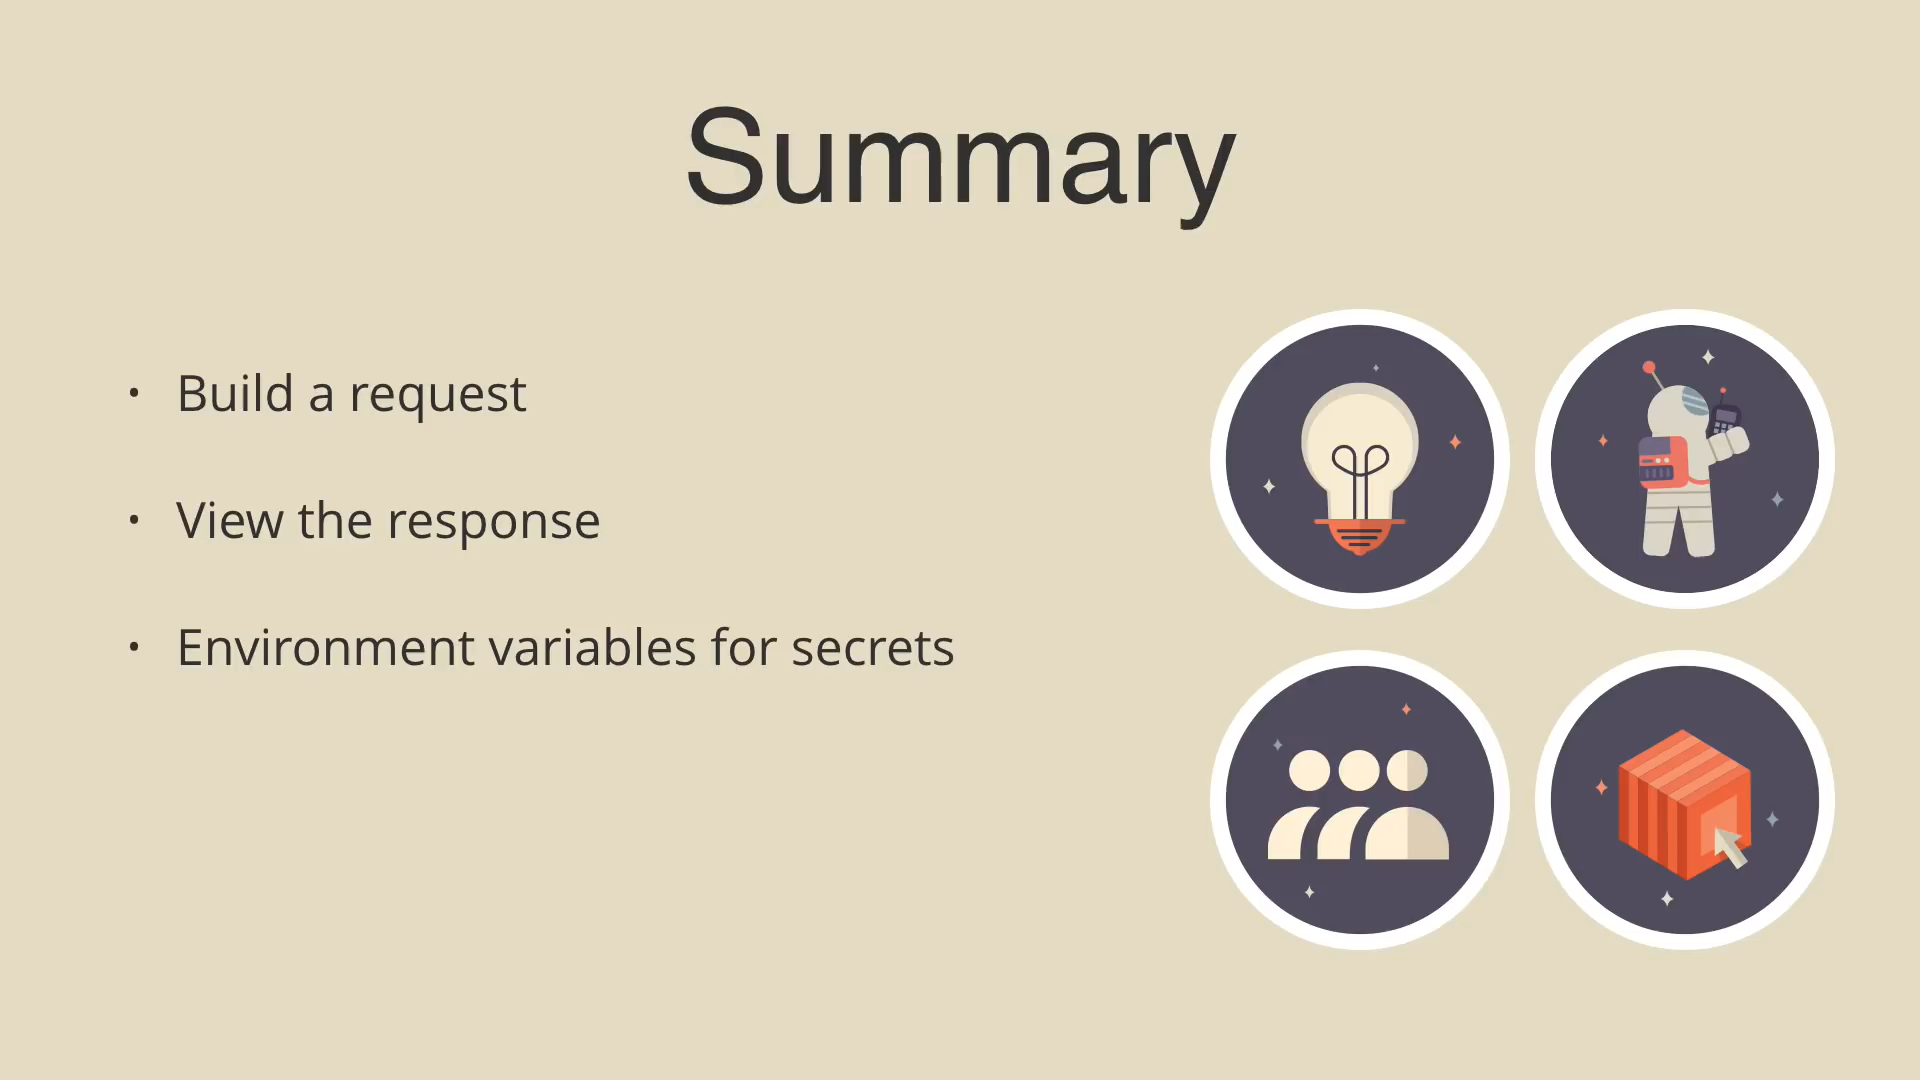 Summary
• Build a request
• View the response
• Environment variables for secrets